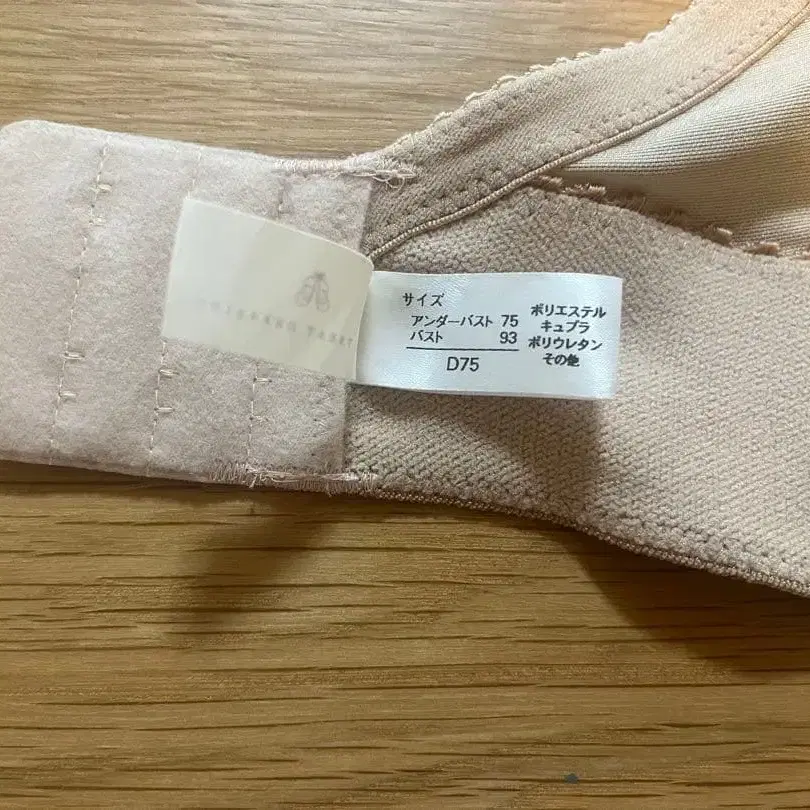 サイズ
アンダーバスト 75
バスト 93
D75
ポリエステル
キュプラ
ポリウレタン
その他